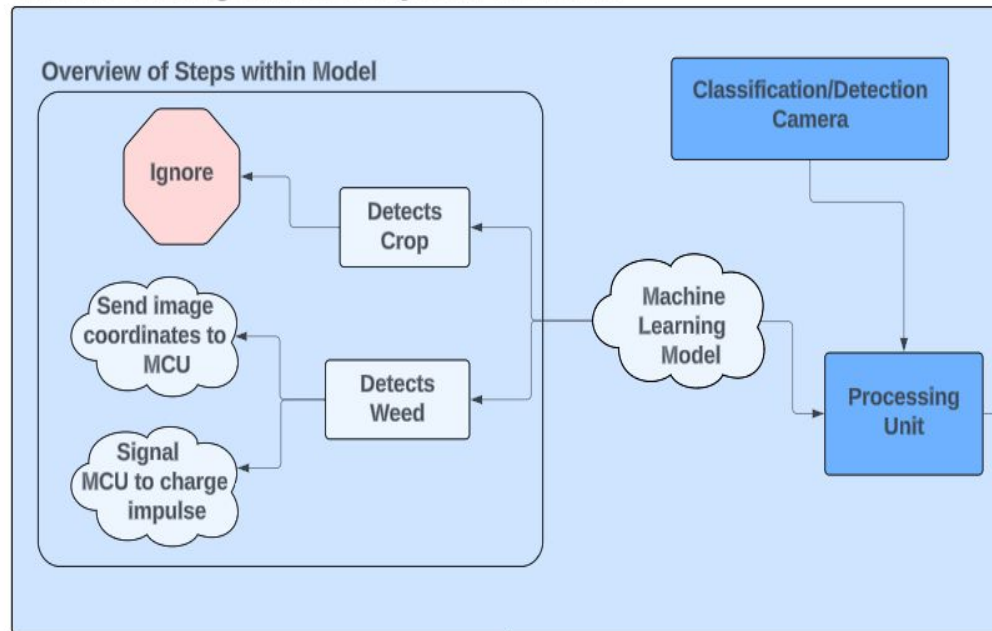 Overview of Steps within Model
Classification/Detection
Camera
Ignore
Detects
Crop
Send image
coordinates to
MCU
Machine
Learning
Model
Detects
Weed
Processing
Unit
Signal
MCU to charge
impulse